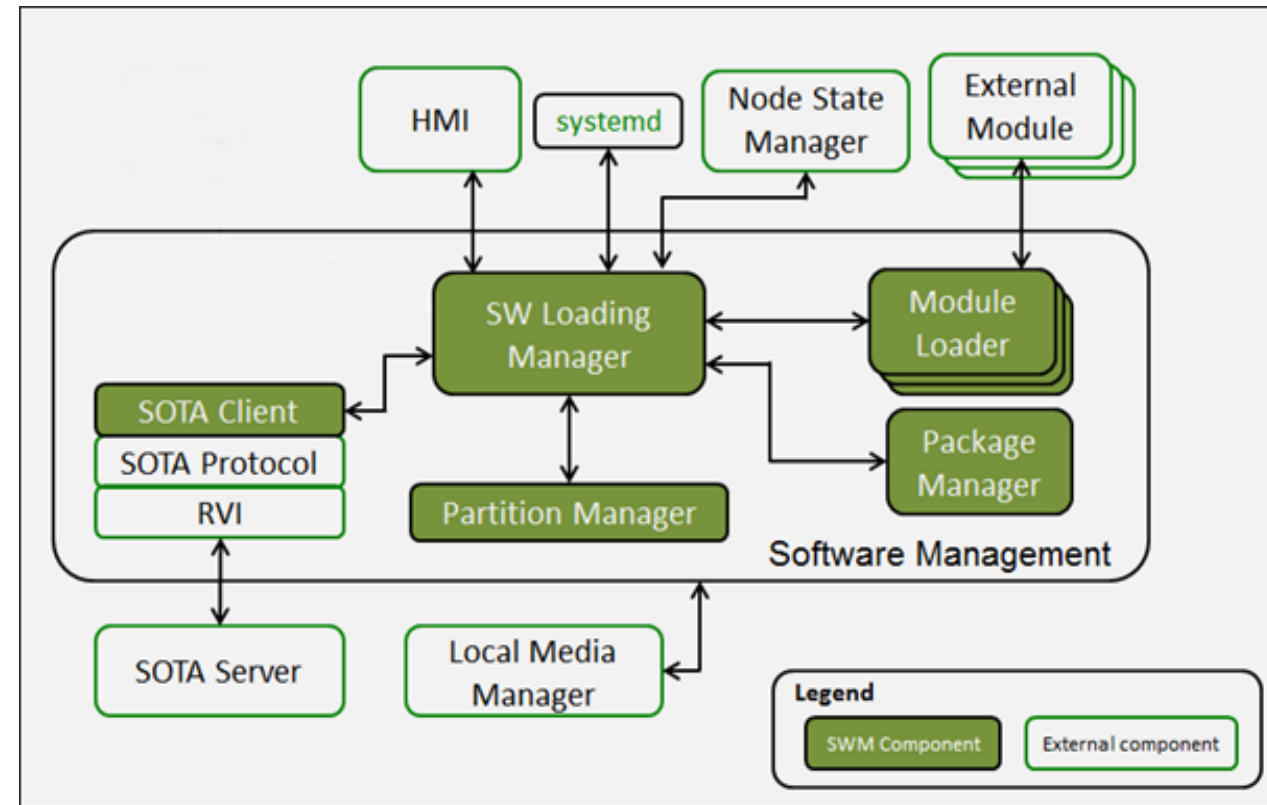 HMI
systemd
Node State
Manager
External
Module
SW Loading
Manager
Module
Loader
SOTA Client
SOTA Protocol
RVI
Package
Manager
Partition Manager
Software Management
SOTA Server
Local Media
Manager
Legend
SWM Component
External component